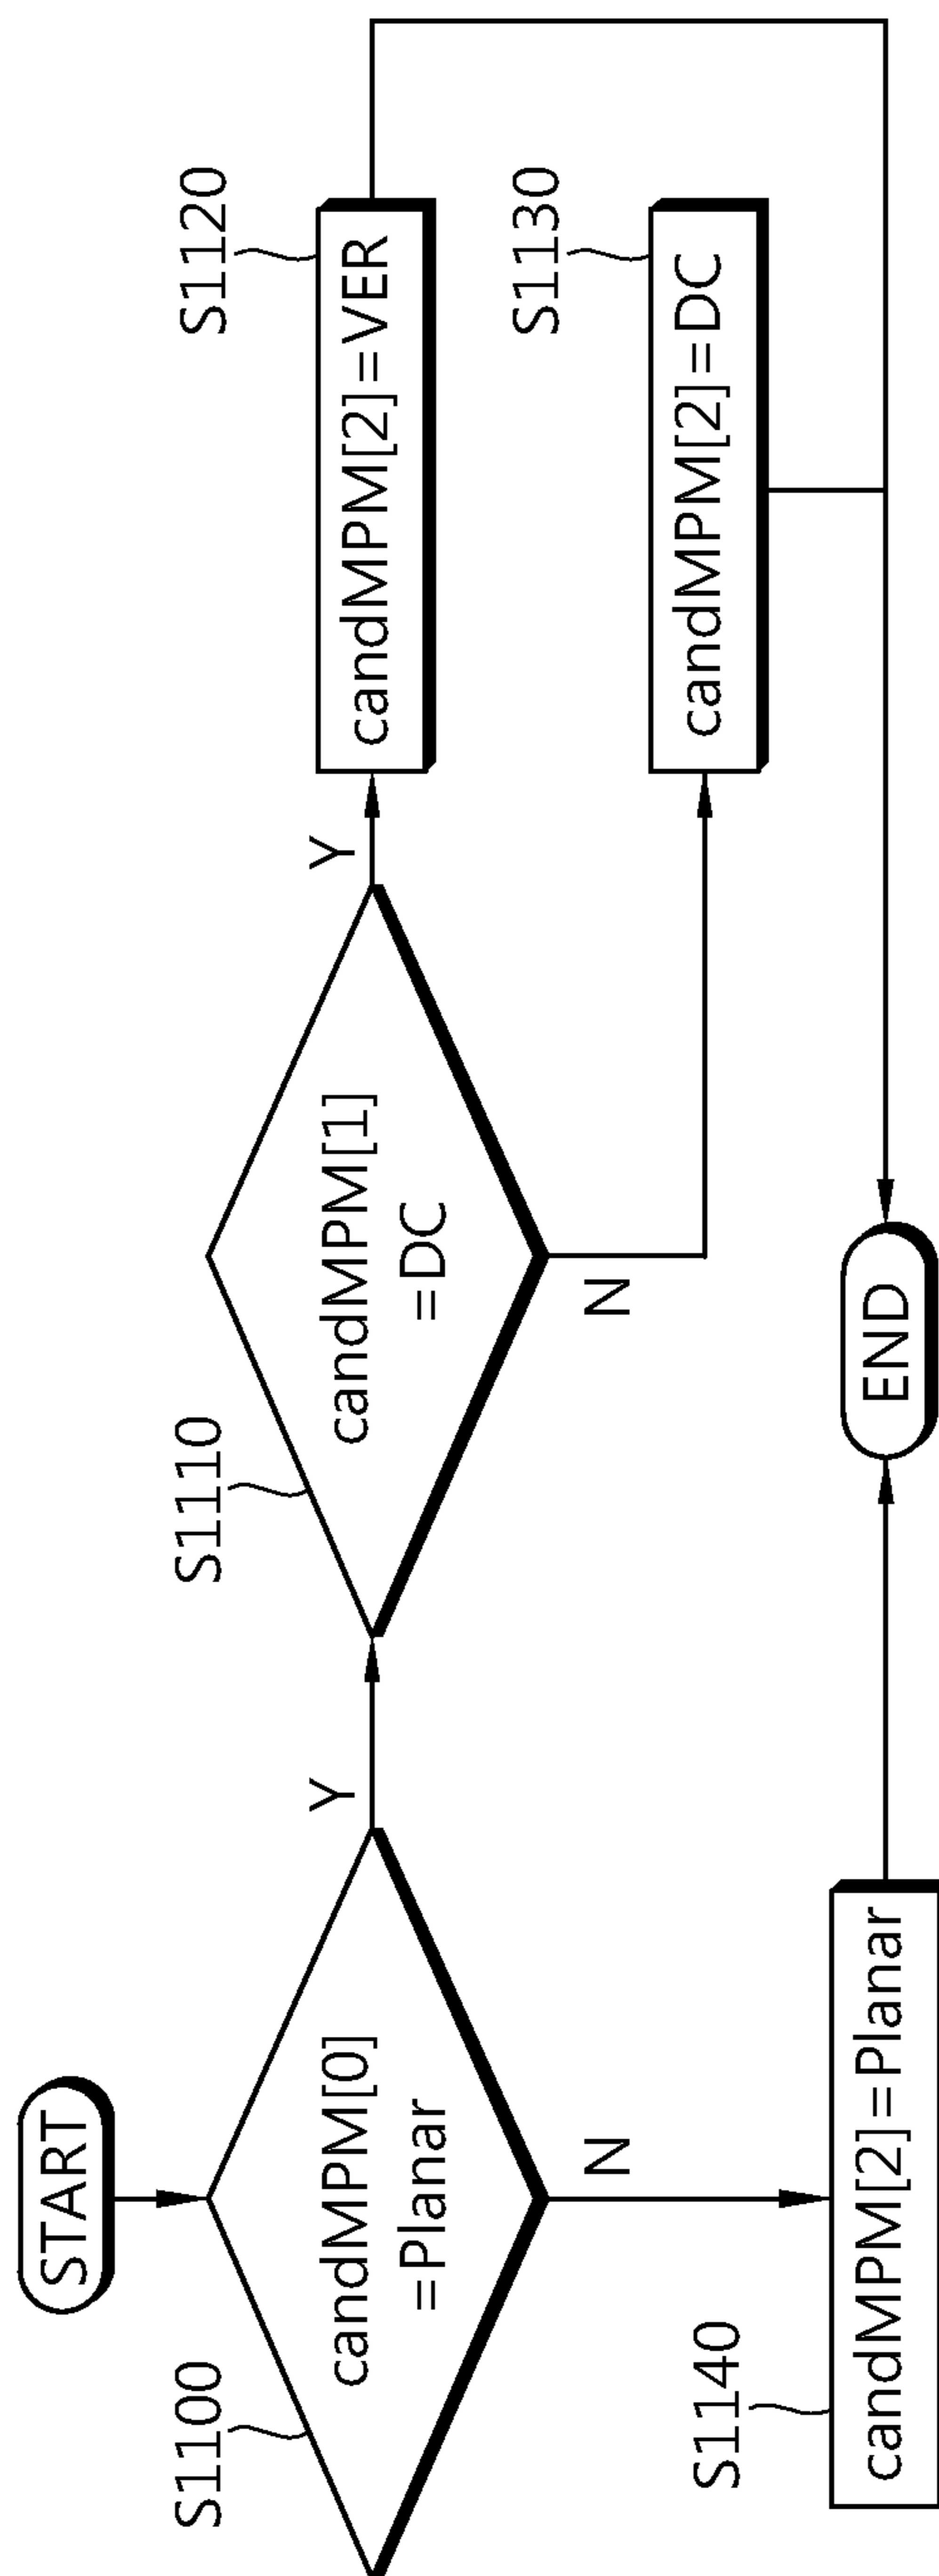 START
S1100
candMPM[0]
=Planar
Y
N
S1110
candMPM[1]
=DC
Y
N
S1120
candMPM[2]=VER
S1130
candMPM[2]=DC
S1140
candMPM[2]=Planar
END